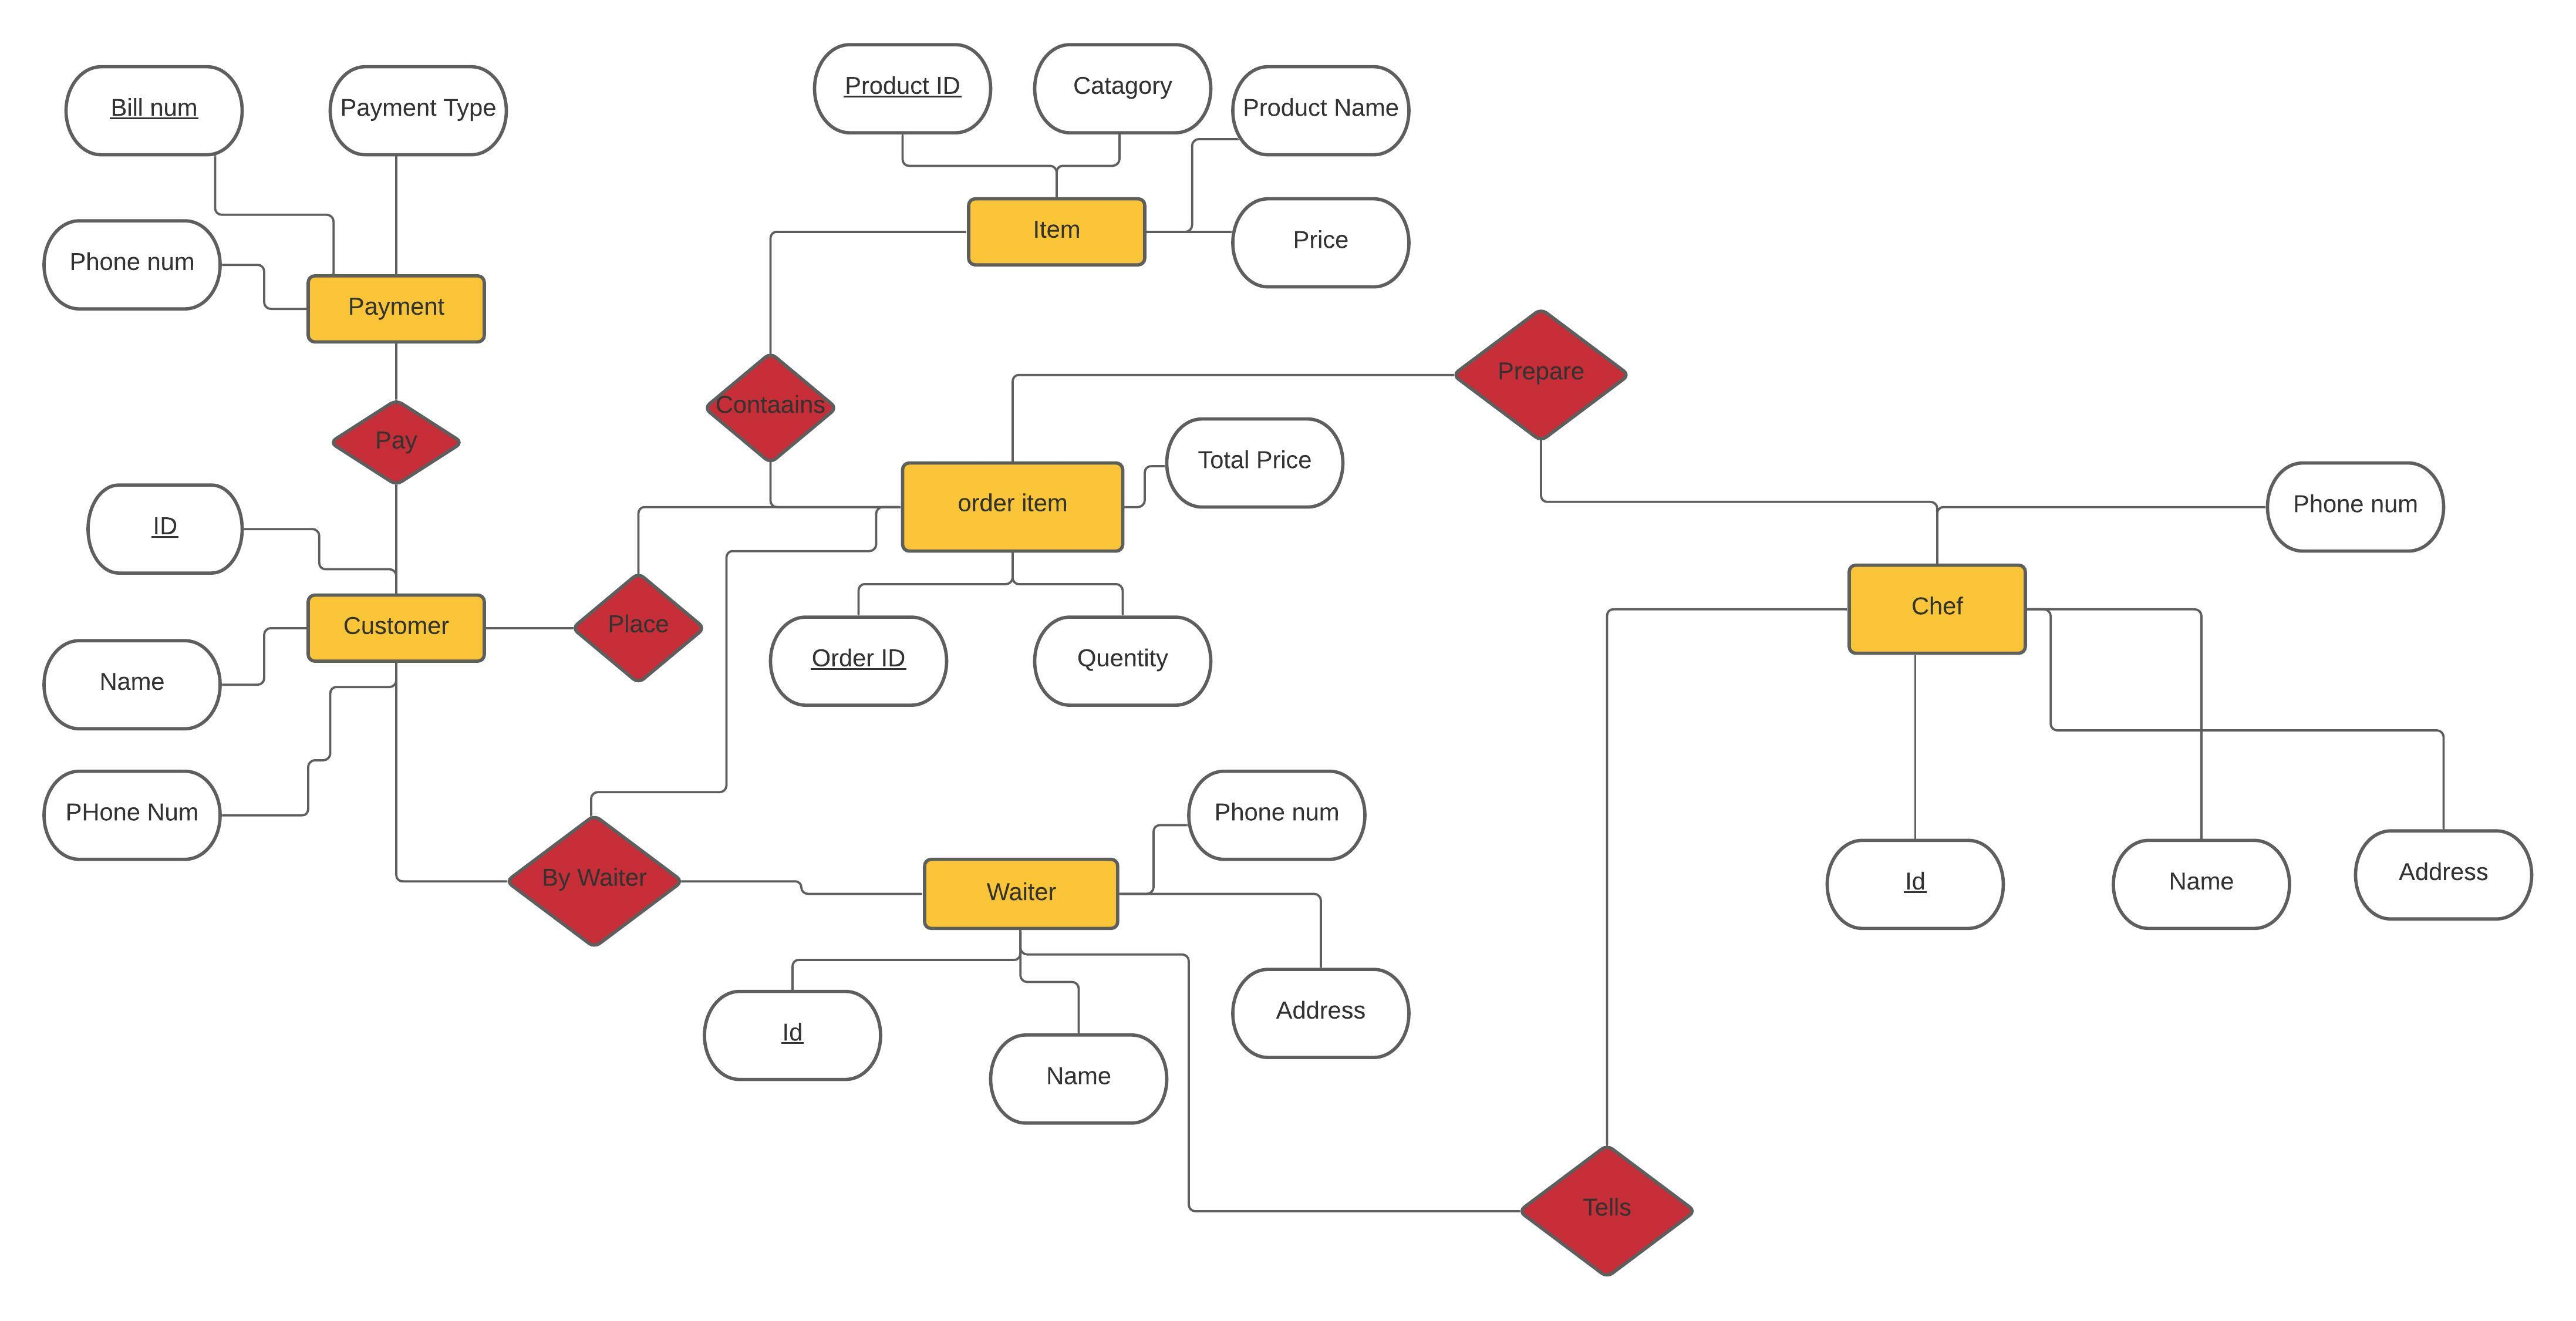 Product ID
Catagory
Bill num
Payment Type
Product Name
Item
Price
Phone num
Payment
Prepare
Contaains
Pay
Total Price
order item
Phone num
ID
Chef
Customer
Place
Order ID
Quentity
Name
PHone Num
Phone num
By Waiter
Waiter
Id
Name
Address
Address
Id
Name
Tells